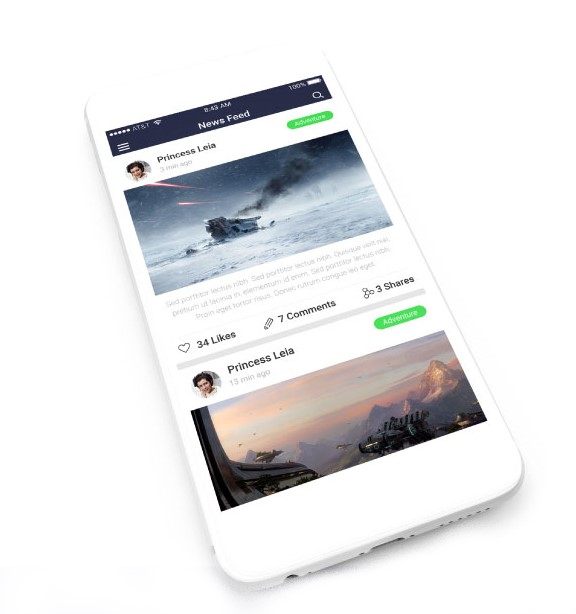 AT&T
8:43 AM
100%
News Feed
Princess Leia
3 min ago
Adventure
Sed porttitor lectus nibh. Sed porttitor lectus nibh. Quisque velit nisi,
pretium ut lacinia in, elementum id enim. Sed porttitor lectus nibh.
Proin eget tortor risus. Donec rutrum congue leo eget.
34 Likes
7 Comments
3 Shares
Princess Leia
13 min ago
Adventure